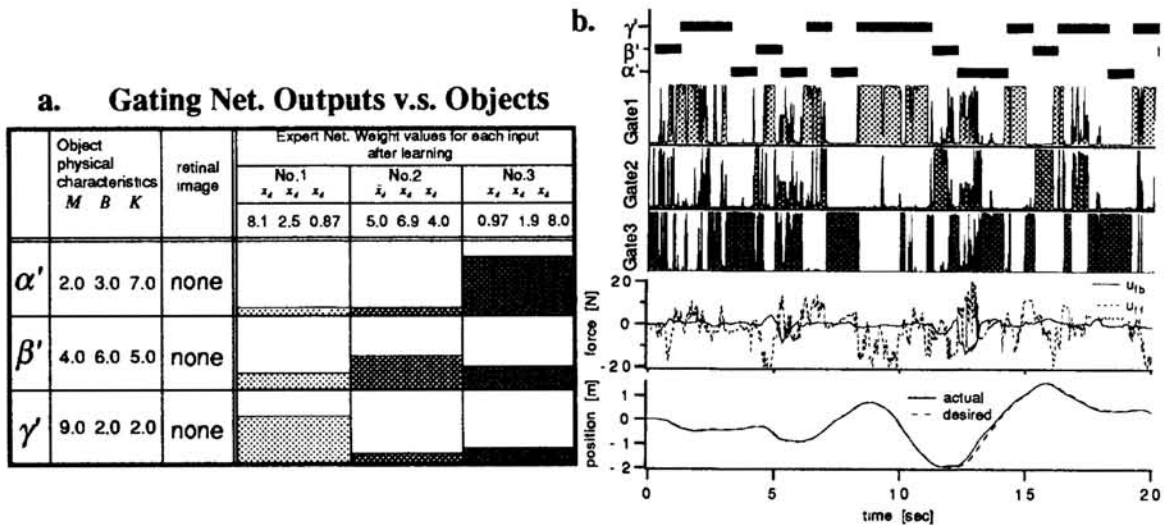 a. Gating Net. Outputs v.s. Objects
Object physical characteristics
M B K
retinal image
Expert Net. Weight values for each input after learning
No.1 No.2 No.3
8.1 2.5 0.87 5.0 6.9 4.0 0.97 1.9 8.0
α' 2.0 3.0 7.0 none
β' 4.0 6.0 5.0 none
γ' 9.0 2.0 2.0 none
b.
γ'
β'
α'
Gate1
Gate2
Gate3
force [N]
20
0
-20
u_fb
u_ff
position [m]
1
0
-1
-2
actual
desired
0 5 10 15 20
time [sec]